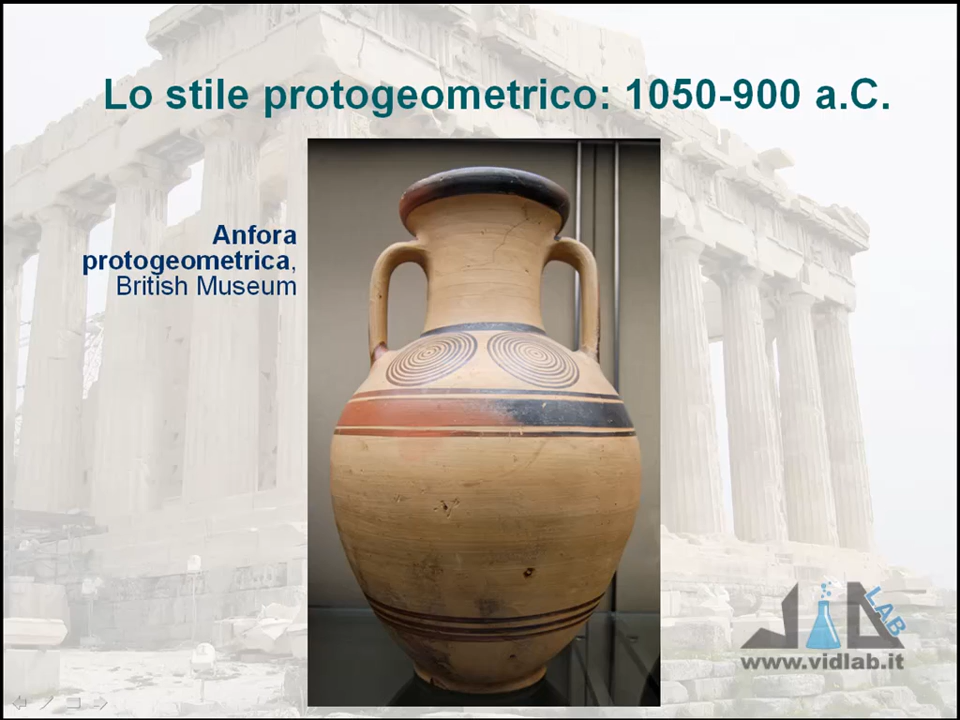 Lo stile protogeometrico: 1050-900 a.C.
Anfora
protogeometrica,
British Museum
LAB
www.vidlab.it